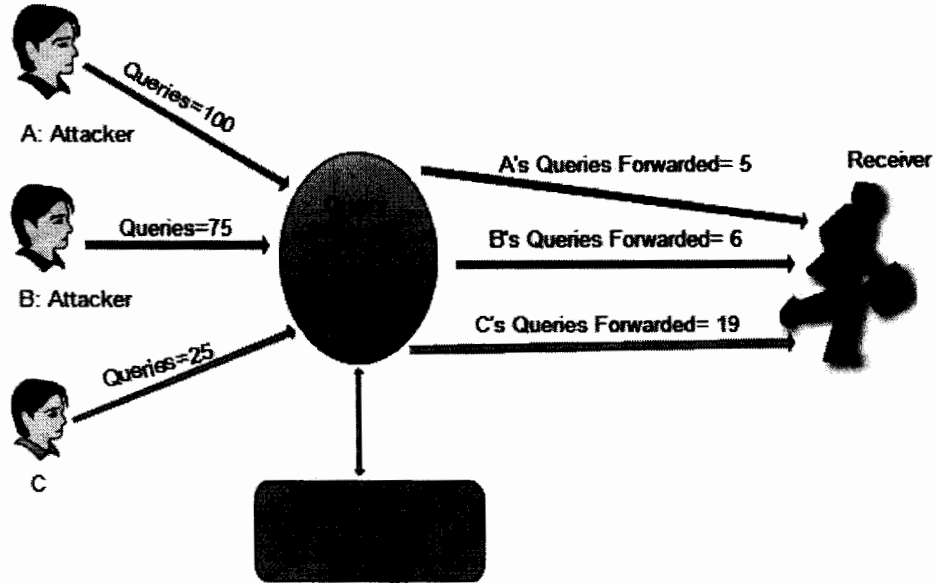 Queries=100
A: Attacker
A's Queries Forwarded= 5
Receiver
Queries=75
B's Queries Forwarded= 6
B: Attacker
C's Queries Forwarded= 19
Queries=25
C